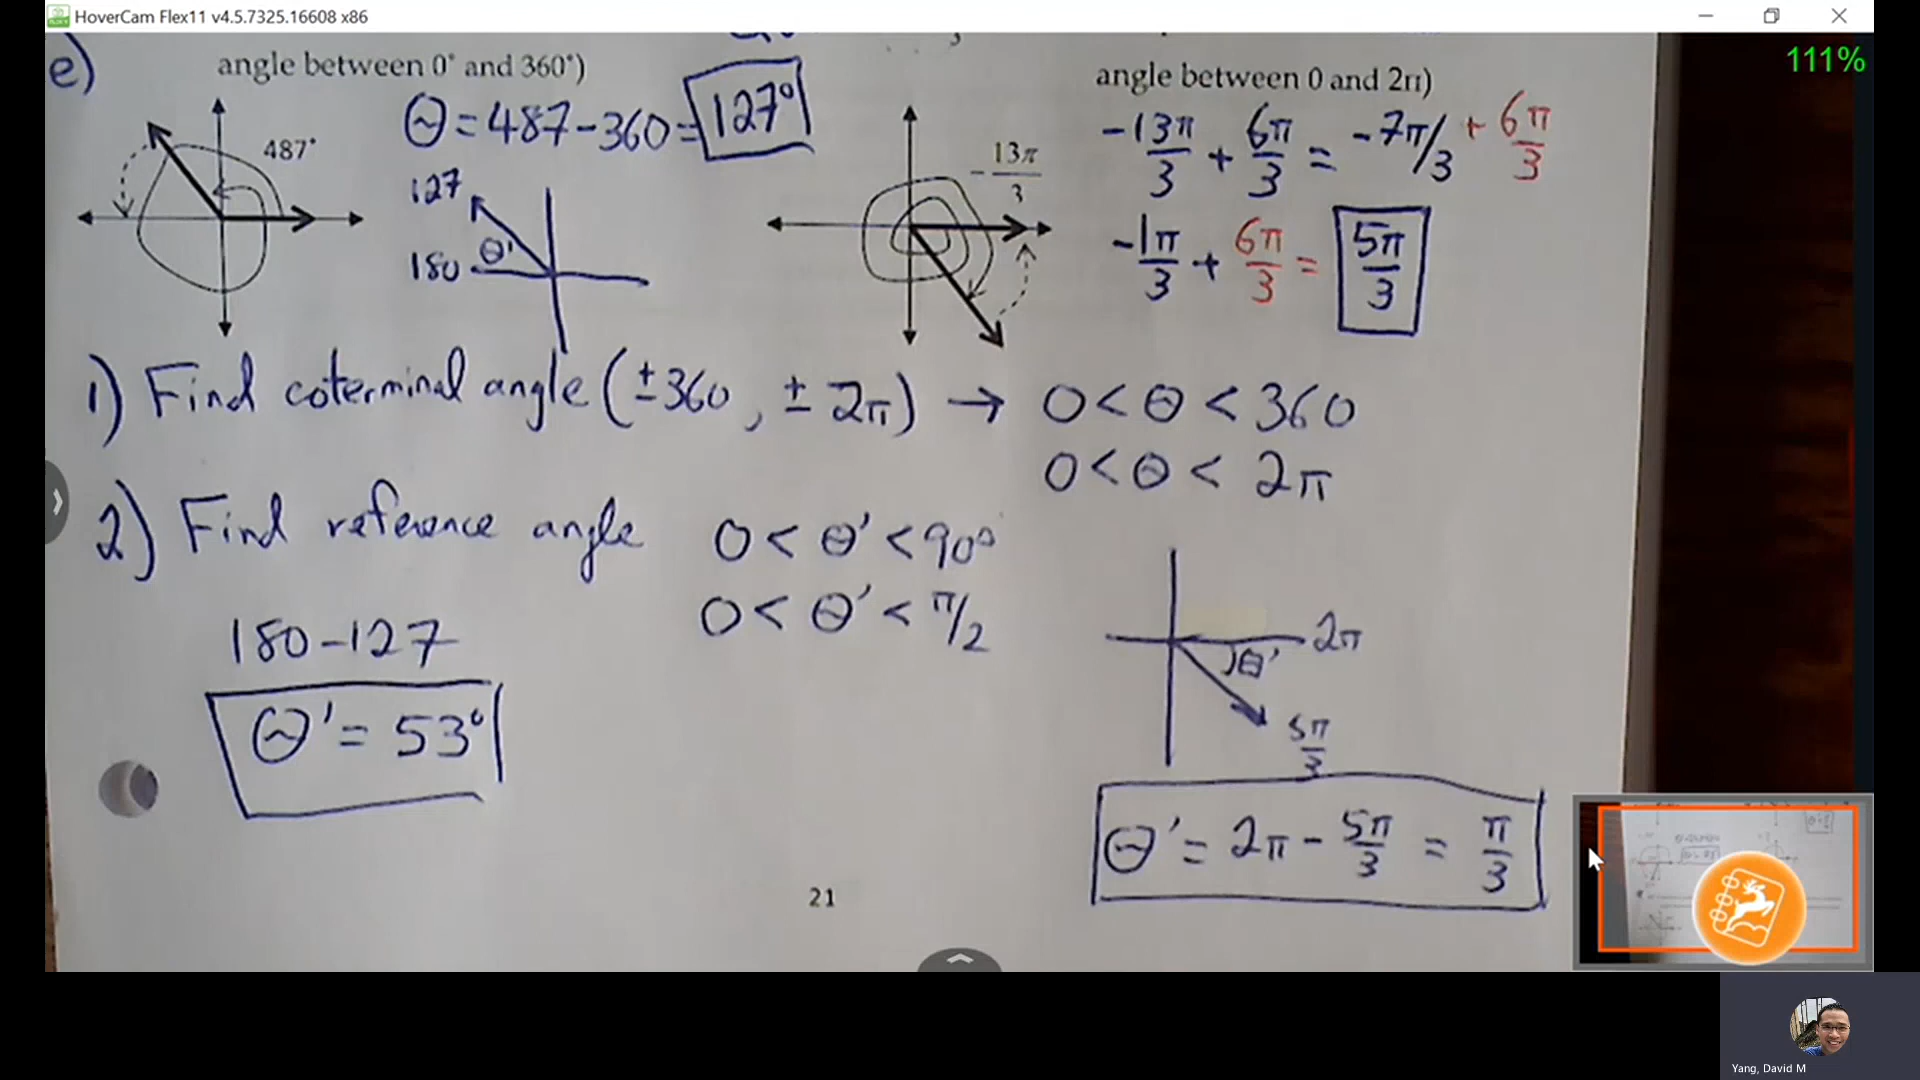 HoverCam Flex11 v4.5.7325.16608 x86
111%
e)
angle between 0° and 360°)
487°
Θ = 487 - 360 = 127°
127
180
Θ'
angle between 0 and 2π)
- 13π/3
-13π/3 + 6π/3 = -7π/3 + 6π/3
-1π/3 + 6π/3 = 5π/3
1) Find coterminal angle (±360, ± 2π) → 0 < Θ < 360
0 < Θ < 2π
2) Find reference angle 0 < Θ' < 90°
0 < Θ' < π/2
180 - 127
Θ' = 53°
2π
Θ'
5π/3
Θ' = 2π - 5π/3 = π/3
21
Yang, David M